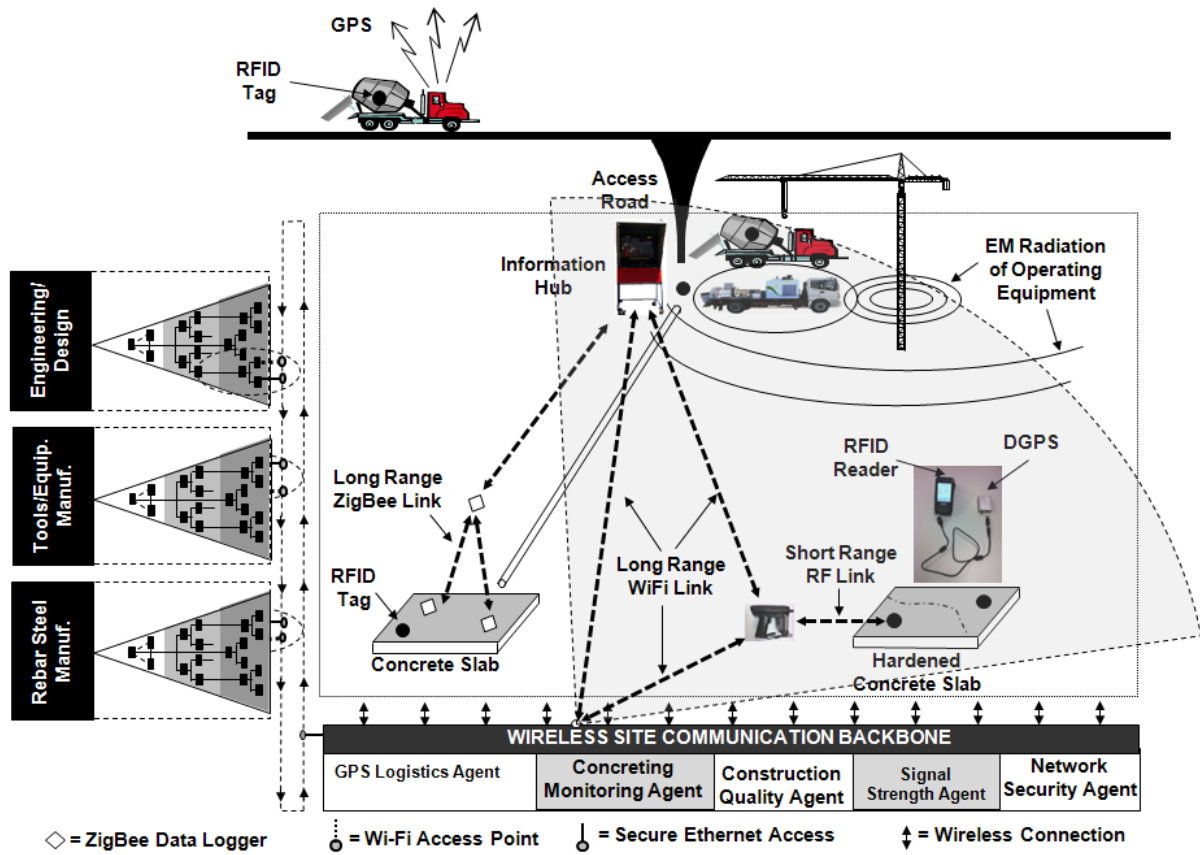 GPS
RFID
Tag
Access
Road
Information
Hub
EM Radiation
of Operating
Equipment
Engineering/
Design
Tools/Equip.
Manuf.
Rebar Steel
Manuf.
Long Range
ZigBee Link
RFID
Tag
Concrete Slab
Long Range
WiFi Link
Short Range
RF Link
RFID
Reader
DGPS
Hardened
Concrete Slab
WIRELESS SITE COMMUNICATION BACKBONE
GPS Logistics Agent
Concreting
Monitoring Agent
Construction
Quality Agent
Signal
Strength Agent
Network
Security Agent
= ZigBee Data Logger
= Wi-Fi Access Point
= Secure Ethernet Access
= Wireless Connection